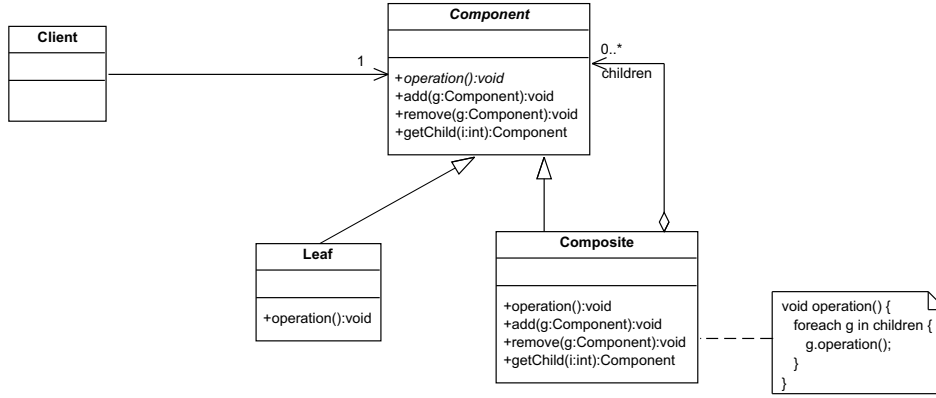 Component
Client
1
0..*
children
+operation():void
+add(g:Component):void
+remove(g:Component):void
+getChild(i:int):Component
Leaf
+operation():void
Composite
+operation():void
+add(g:Component):void
+remove(g:Component):void
+getChild(i:int):Component
void operation() {
foreach g in children {
g.operation();
}
}